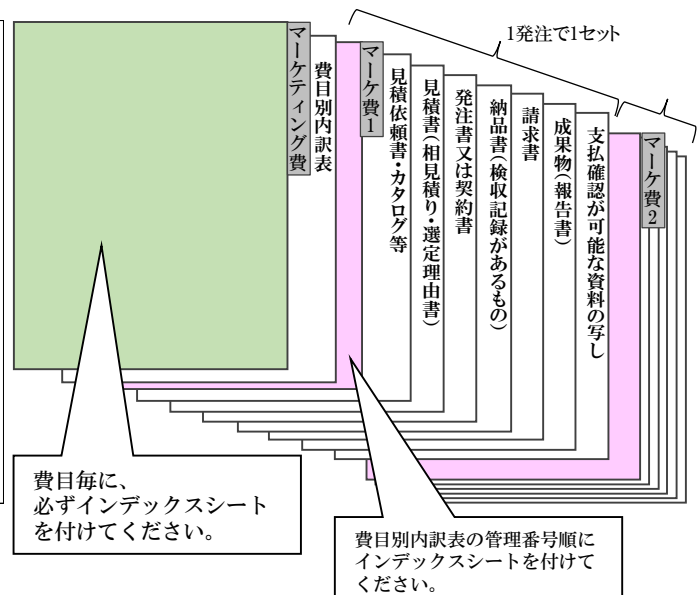 1発注で1セット
マーケティング費
費目別内訳表
マーケ費1
見積依頼書・カタログ等
見積書(相見積り・選定理由書)
発注書又は契約書
納品書(検収記録があるもの)
請求書
成果物(報告書)
支払確認が可能な資料の写し
マーケ費2
費目毎に、
必ずインデックスシート
を付けてください。
費目別内訳表の管理番号順に
インデックスシートを付けて
ください。